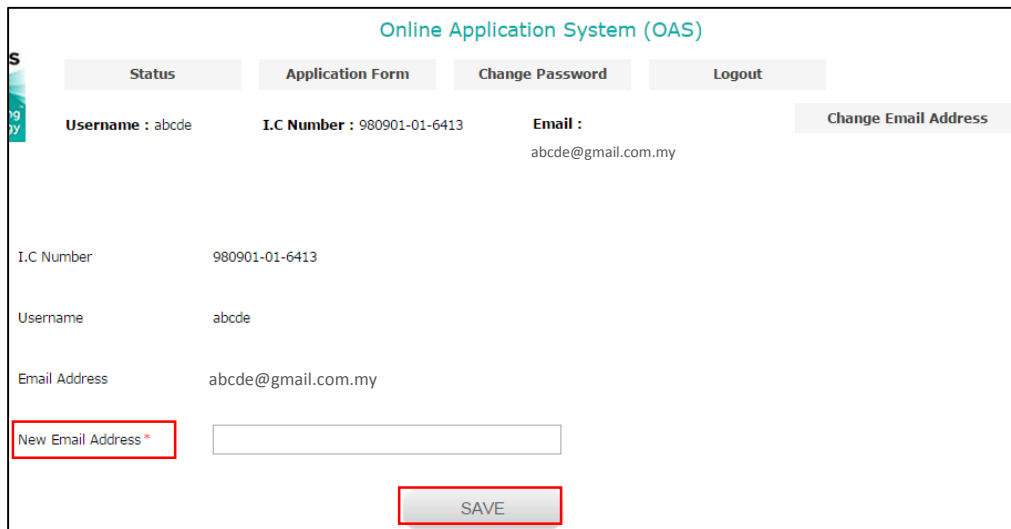 Online Application System (OAS)
S
Status Application Form Change Password Logout
ng
gy
Username : abcde I.C Number : 980901-01-6413 Email : Change Email Address
abcde@gmail.com.my
I.C Number 980901-01-6413
Username abcde
Email Address abcde@gmail.com.my
New Email Address *
SAVE